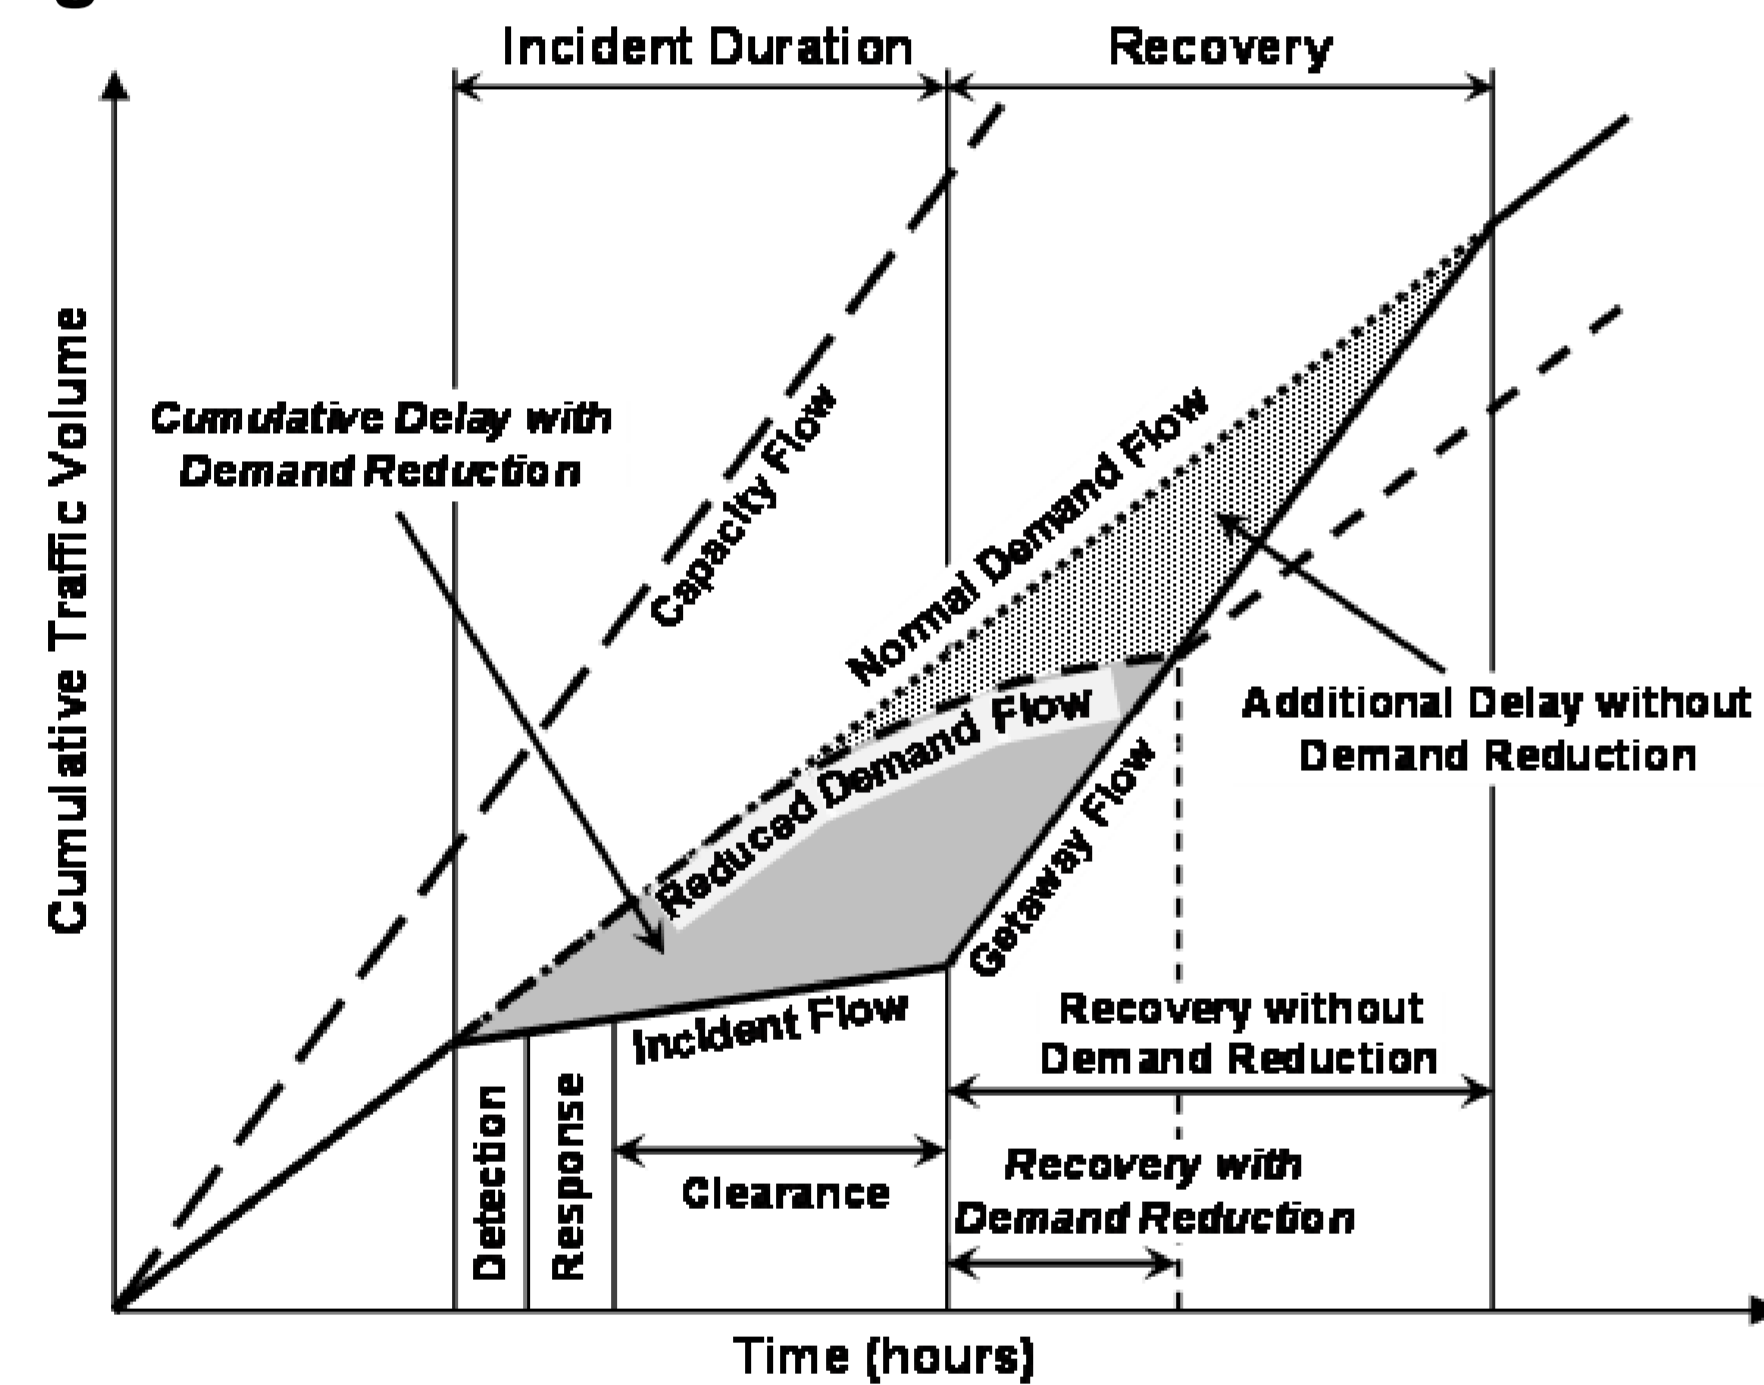 Incident Duration
Recovery
Cumulative Traffic Volume
Cumulative Delay with
Demand Reduction
Capacity Flow
Normal Demand Flow
Reduced Demand Flow
Getaway Flow
Additional Delay without
Demand Reduction
Incident Flow
Detection
Response
Clearance
Recovery without
Demand Reduction
Recovery with
Demand Reduction
Time (hours)